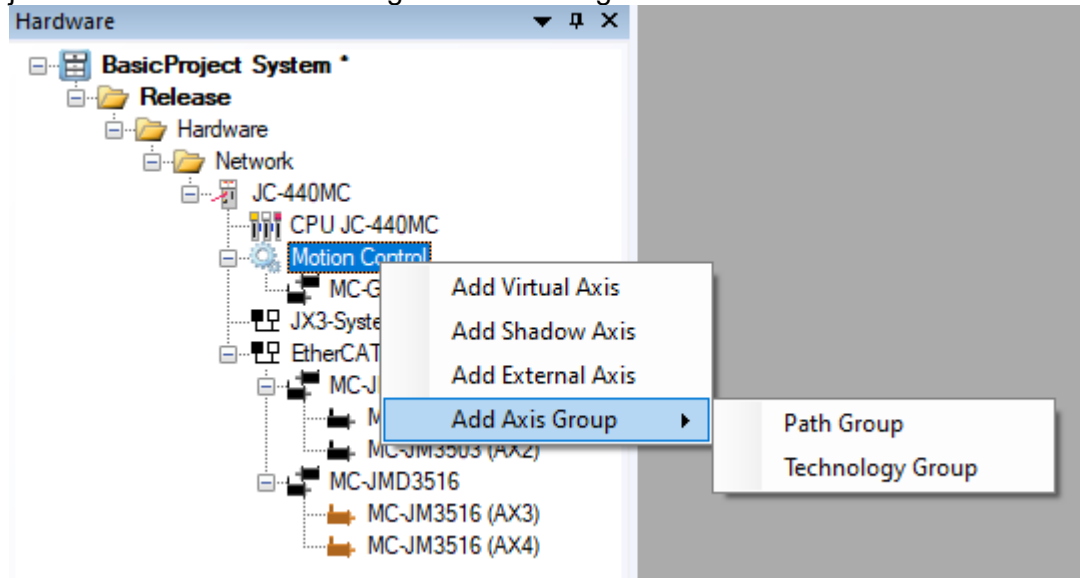 Hardware
BasicProject System *
Release
Hardware
Network
JC-440MC
CPU JC-440MC
Motion Control
MC-G
JX3-Syste
EtherCAT
MC-J
M
MC-JM3503 (AX2)
MC-JMD3516
MC-JM3516 (AX3)
MC-JM3516 (AX4)
Add Virtual Axis
Add Shadow Axis
Add External Axis
Add Axis Group
Path Group
Technology Group